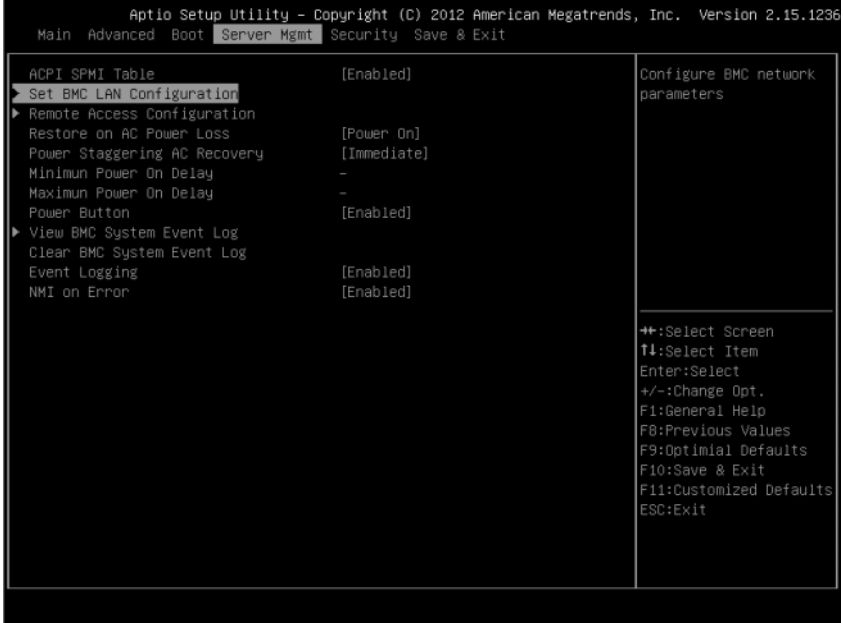 Aptio Setup Utility – Copyright (C) 2012 American Megatrends, Inc. Version 2.15.1236
Main Advanced Boot Server Mgmt Security Save & Exit
ACPI SPMI Table [Enabled]
▶ Set BMC LAN Configuration
▶ Remote Access Configuration
Restore on AC Power Loss [Power On]
Power Staggering AC Recovery [Immediate]
Minimun Power On Delay –
Maximun Power On Delay –
Power Button [Enabled]
▶ View BMC System Event Log
Clear BMC System Event Log
Event Logging [Enabled]
NMI on Error [Enabled]
Configure BMC network
parameters
→←:Select Screen
↑↓:Select Item
Enter:Select
+/-:Change Opt.
F1:General Help
F8:Previous Values
F9:Optimial Defaults
F10:Save & Exit
F11:Customized Defaults
ESC:Exit